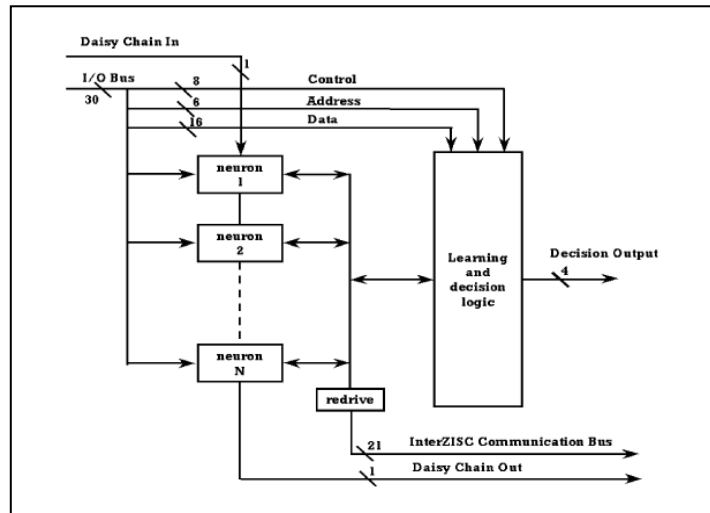 Daisy Chain In
1
I/O Bus
8
Control
30
6
Address
16
Data
neuron
1
neuron
2
Learning
and
decision
logic
Decision Output
4
neuron
N
redrive
21
InterZISC Communication Bus
1
Daisy Chain Out